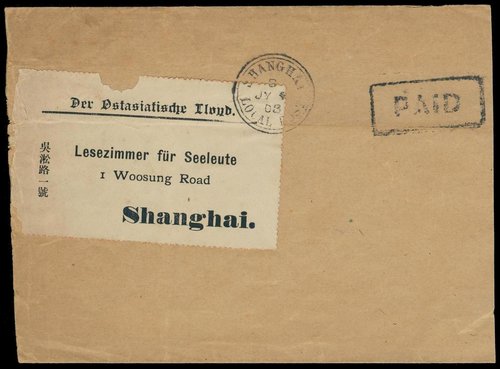 SHANGHAI
LOCAL POST
PAID
Der Ostasiatische Lloyd.
吳淞路一號
Lesezimmer für Seeleute
1 Woosung Road
Shanghai.